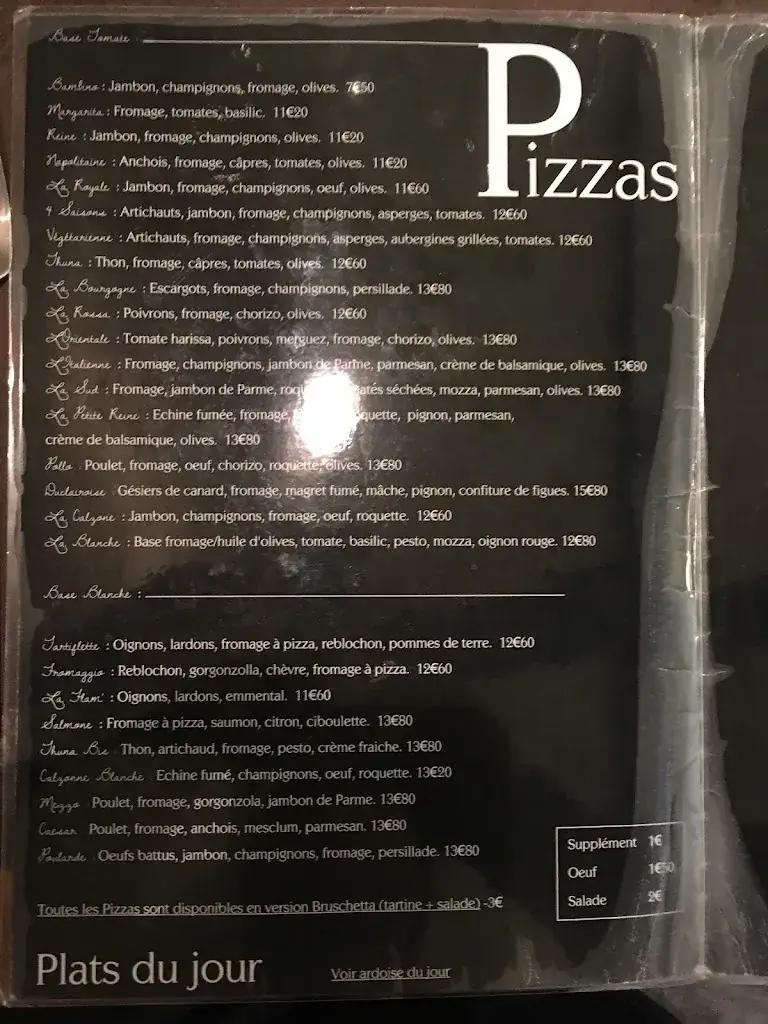 Base Tomate
Pizzas
Bambino : Jambon, champignons, fromage, olives. 7€50
Margarita : Fromage, tomates, basilic. 11€20
Reine : Jambon, fromage, champignons, olives. 11€20
Napolitaine : Anchois, fromage, câpres, tomates, olives. 11€20
La Royale : Jambon, fromage, champignons, oeuf, olives. 11€60
4 Saisons : Artichauts, jambon, fromage, champignons, asperges, tomates. 12€60
Végétarienne : Artichauts, fromage, champignons, asperges, aubergines grillées, tomates. 12€60
Thuna : Thon, fromage, câpres, tomates, olives. 12€60
La Bourgogne : Escargots, fromage, champignons, persillade. 13€80
La Rossa : Poivrons, fromage, chorizo, olives. 12€60
L'Orientale : Tomate harissa, poivrons, merguez, fromage, chorizo, olives. 13€80
L'Italienne : Fromage, champignons, jambon de Parme, parmesan, crème de balsamique, olives. 13€80
La Sud : Fromage, jambon de Parme, séchées, mozza, parmesan, olives. 13€80
La Petite Reine : Echine fumée, fromage, pignon, parmesan,
crème de balsamique, olives. 13€80
Pollo Poulet, fromage, oeuf, chorizo, roquette, olives. 13€80
Duclairoise Gésiers de canard, fromage, magret fumé, mâche, pignon, confiture de figues. 15€80
La Calzone : Jambon, champignons, fromage, oeuf, roquette. 12€60
La Blanche : Base fromage/huile d'olives, tomate, basilic, pesto, mozza, oignon rouge. 12€80
Base Blanche :
Tartiflette : Oignons, lardons, fromage à pizza, reblochon, pommes de terre. 12€60
Fromaggio : Reblochon, gorgonzolla, chèvre, fromage à pizza. 12€60
La Flam' : Oignons, lardons, emmental. 11€60
Salmone : Fromage à pizza, saumon, citron, ciboulette. 13€80
Thuna Bis Thon, artichaud, fromage, pesto, crème fraiche. 13€80
Calzonne Blanche Echine fumé, champignons, oeuf, roquette. 13€20
Mezzo Poulet, fromage, gorgonzola, jambon de Parme. 13€80
Caesar Poulet, fromage, anchois, mesclum, parmesan. 13€80
Poularde Oeufs battus, jambon, champignons, fromage, persillade. 13€80
Supplément 1€
Oeuf 1€50
Salade 2€
Toutes les Pizzas sont disponibles en version Bruschetta (tartine + salade) -3€
Plats du jour
Voir ardoise du jour